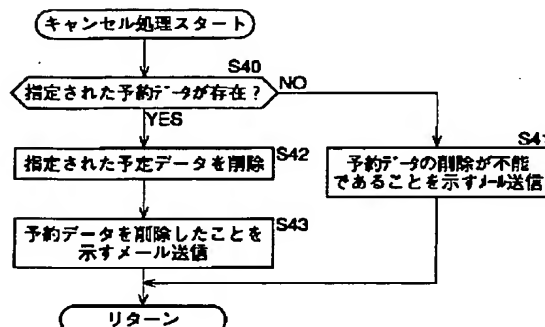 キャンセル処理スタート
S40
指定された予約データが存在?
NO
YES
S41
指定された予定データを削除
S42
予約データの削除が不能
であることを示すメール送信
予約データを削除したことを
示すメール送信
S43
リターン